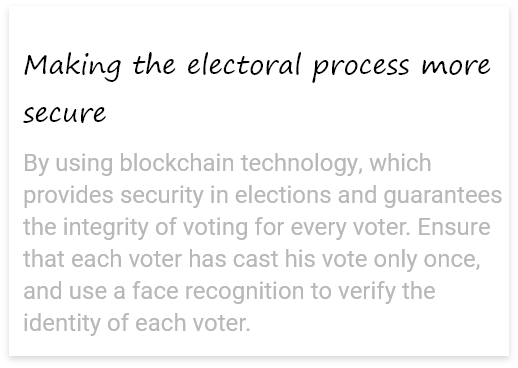 Making the electoral process more
secure
By using blockchain technology, which
provides security in elections and guarantees
the integrity of voting for every voter. Ensure
that each voter has cast his vote only once,
and use a face recognition to verify the
identity of each voter.